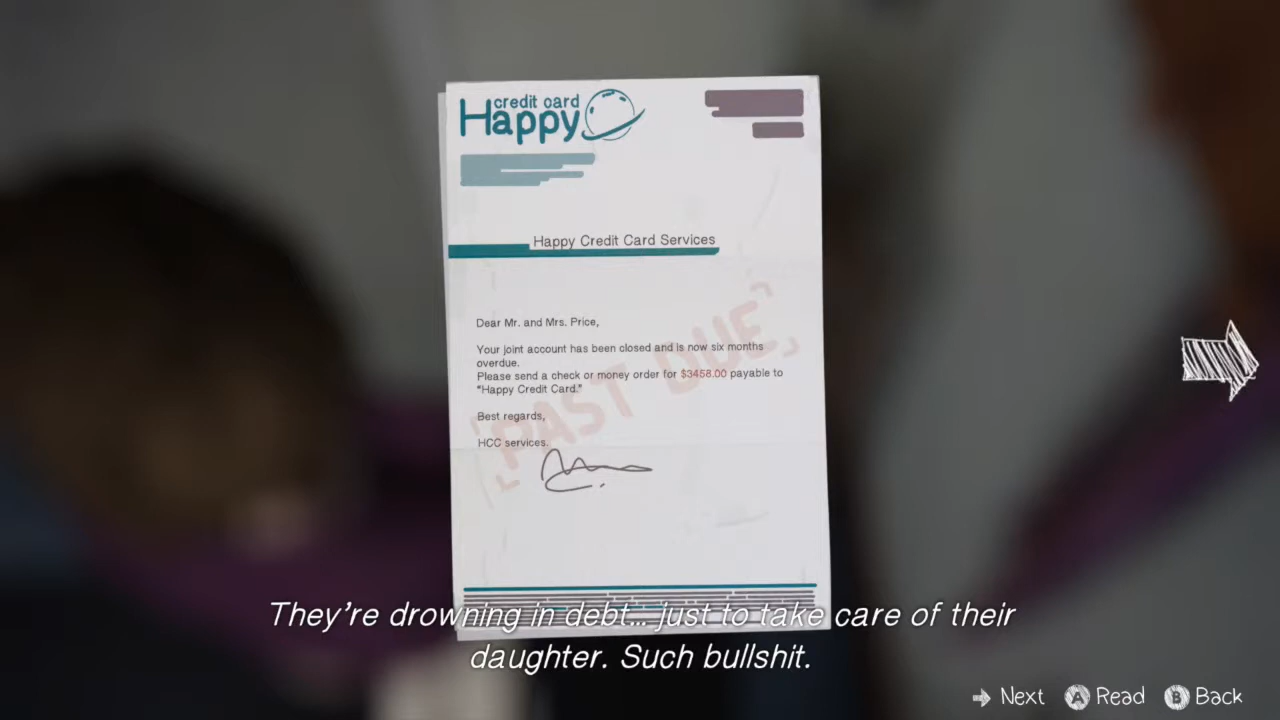 credit card
Happy
Happy Credit Card Services
Dear Mr. and Mrs. Price,
Your joint account has been closed and is now six months
overdue.
Please send a check or money order for $3458.00 payable to
"Happy Credit Card."
PAST DUE
Best regards,
HCC services.
They're drowning in debt... just to take care of their
daughter. Such bullshit.
Next A Read B Back